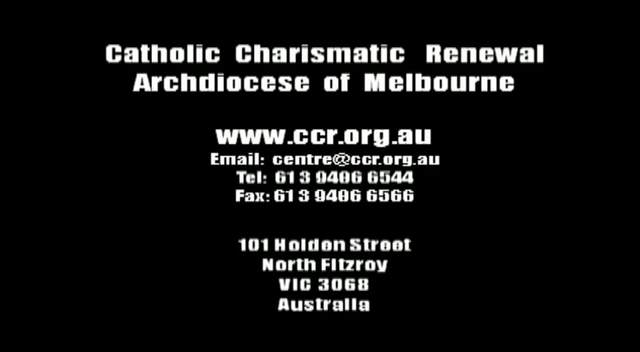 Catholic Charismatic Renewal
Archdiocese of Melbourne
www.ccr.org.au
Email: centre@ccr.org.au
Tel: 61 3 9486 6544
Fax: 61 3 9486 6566
101 Holden Street
North Fitzroy
VIC 3068
Australia